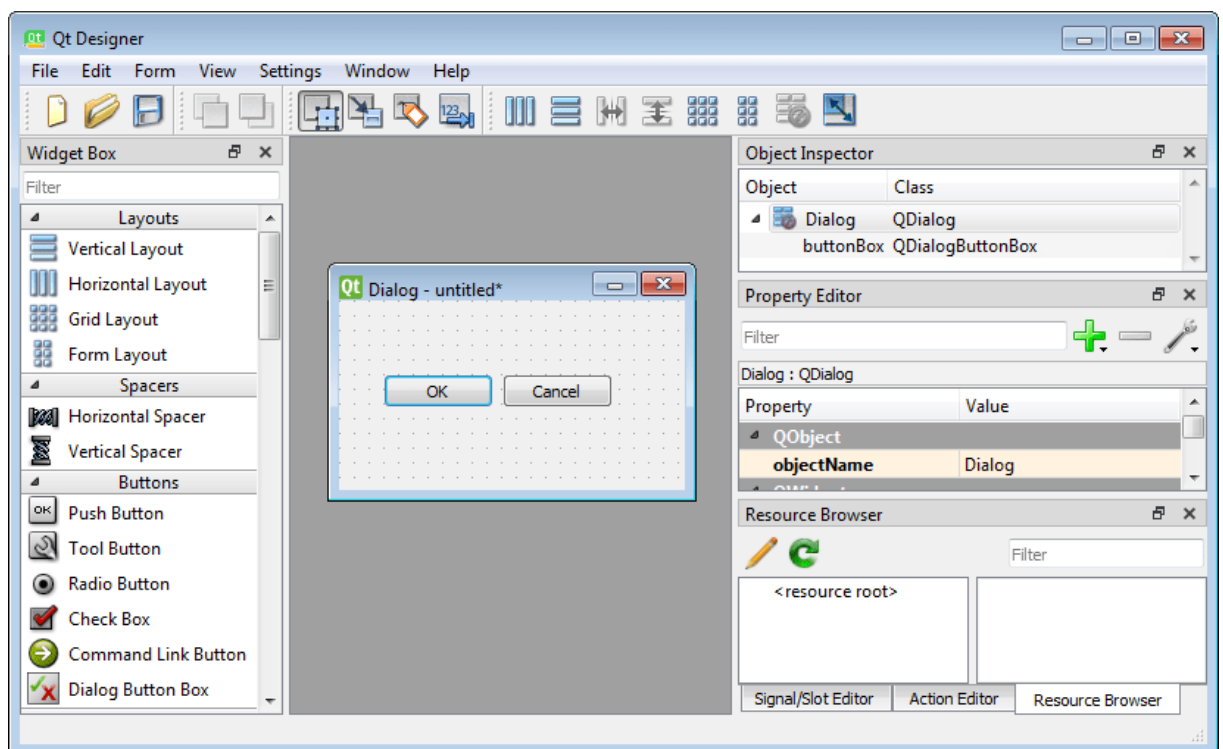 Qt Designer
File Edit Form View Settings Window Help
123
Widget Box
Filter
Layouts
Vertical Layout
Horizontal Layout
Grid Layout
Form Layout
Spacers
Horizontal Spacer
Vertical Spacer
Buttons
OK Push Button
Tool Button
Radio Button
Check Box
Command Link Button
Dialog Button Box
Qt Dialog - untitled*
OK Cancel
Object Inspector
Object Class
Dialog QDialog
buttonBox QDialogButtonBox
Property Editor
Filter
Dialog : QDialog
Property Value
QObject
objectName Dialog
Resource Browser
Filter
<resource root>
Signal/Slot Editor Action Editor Resource Browser